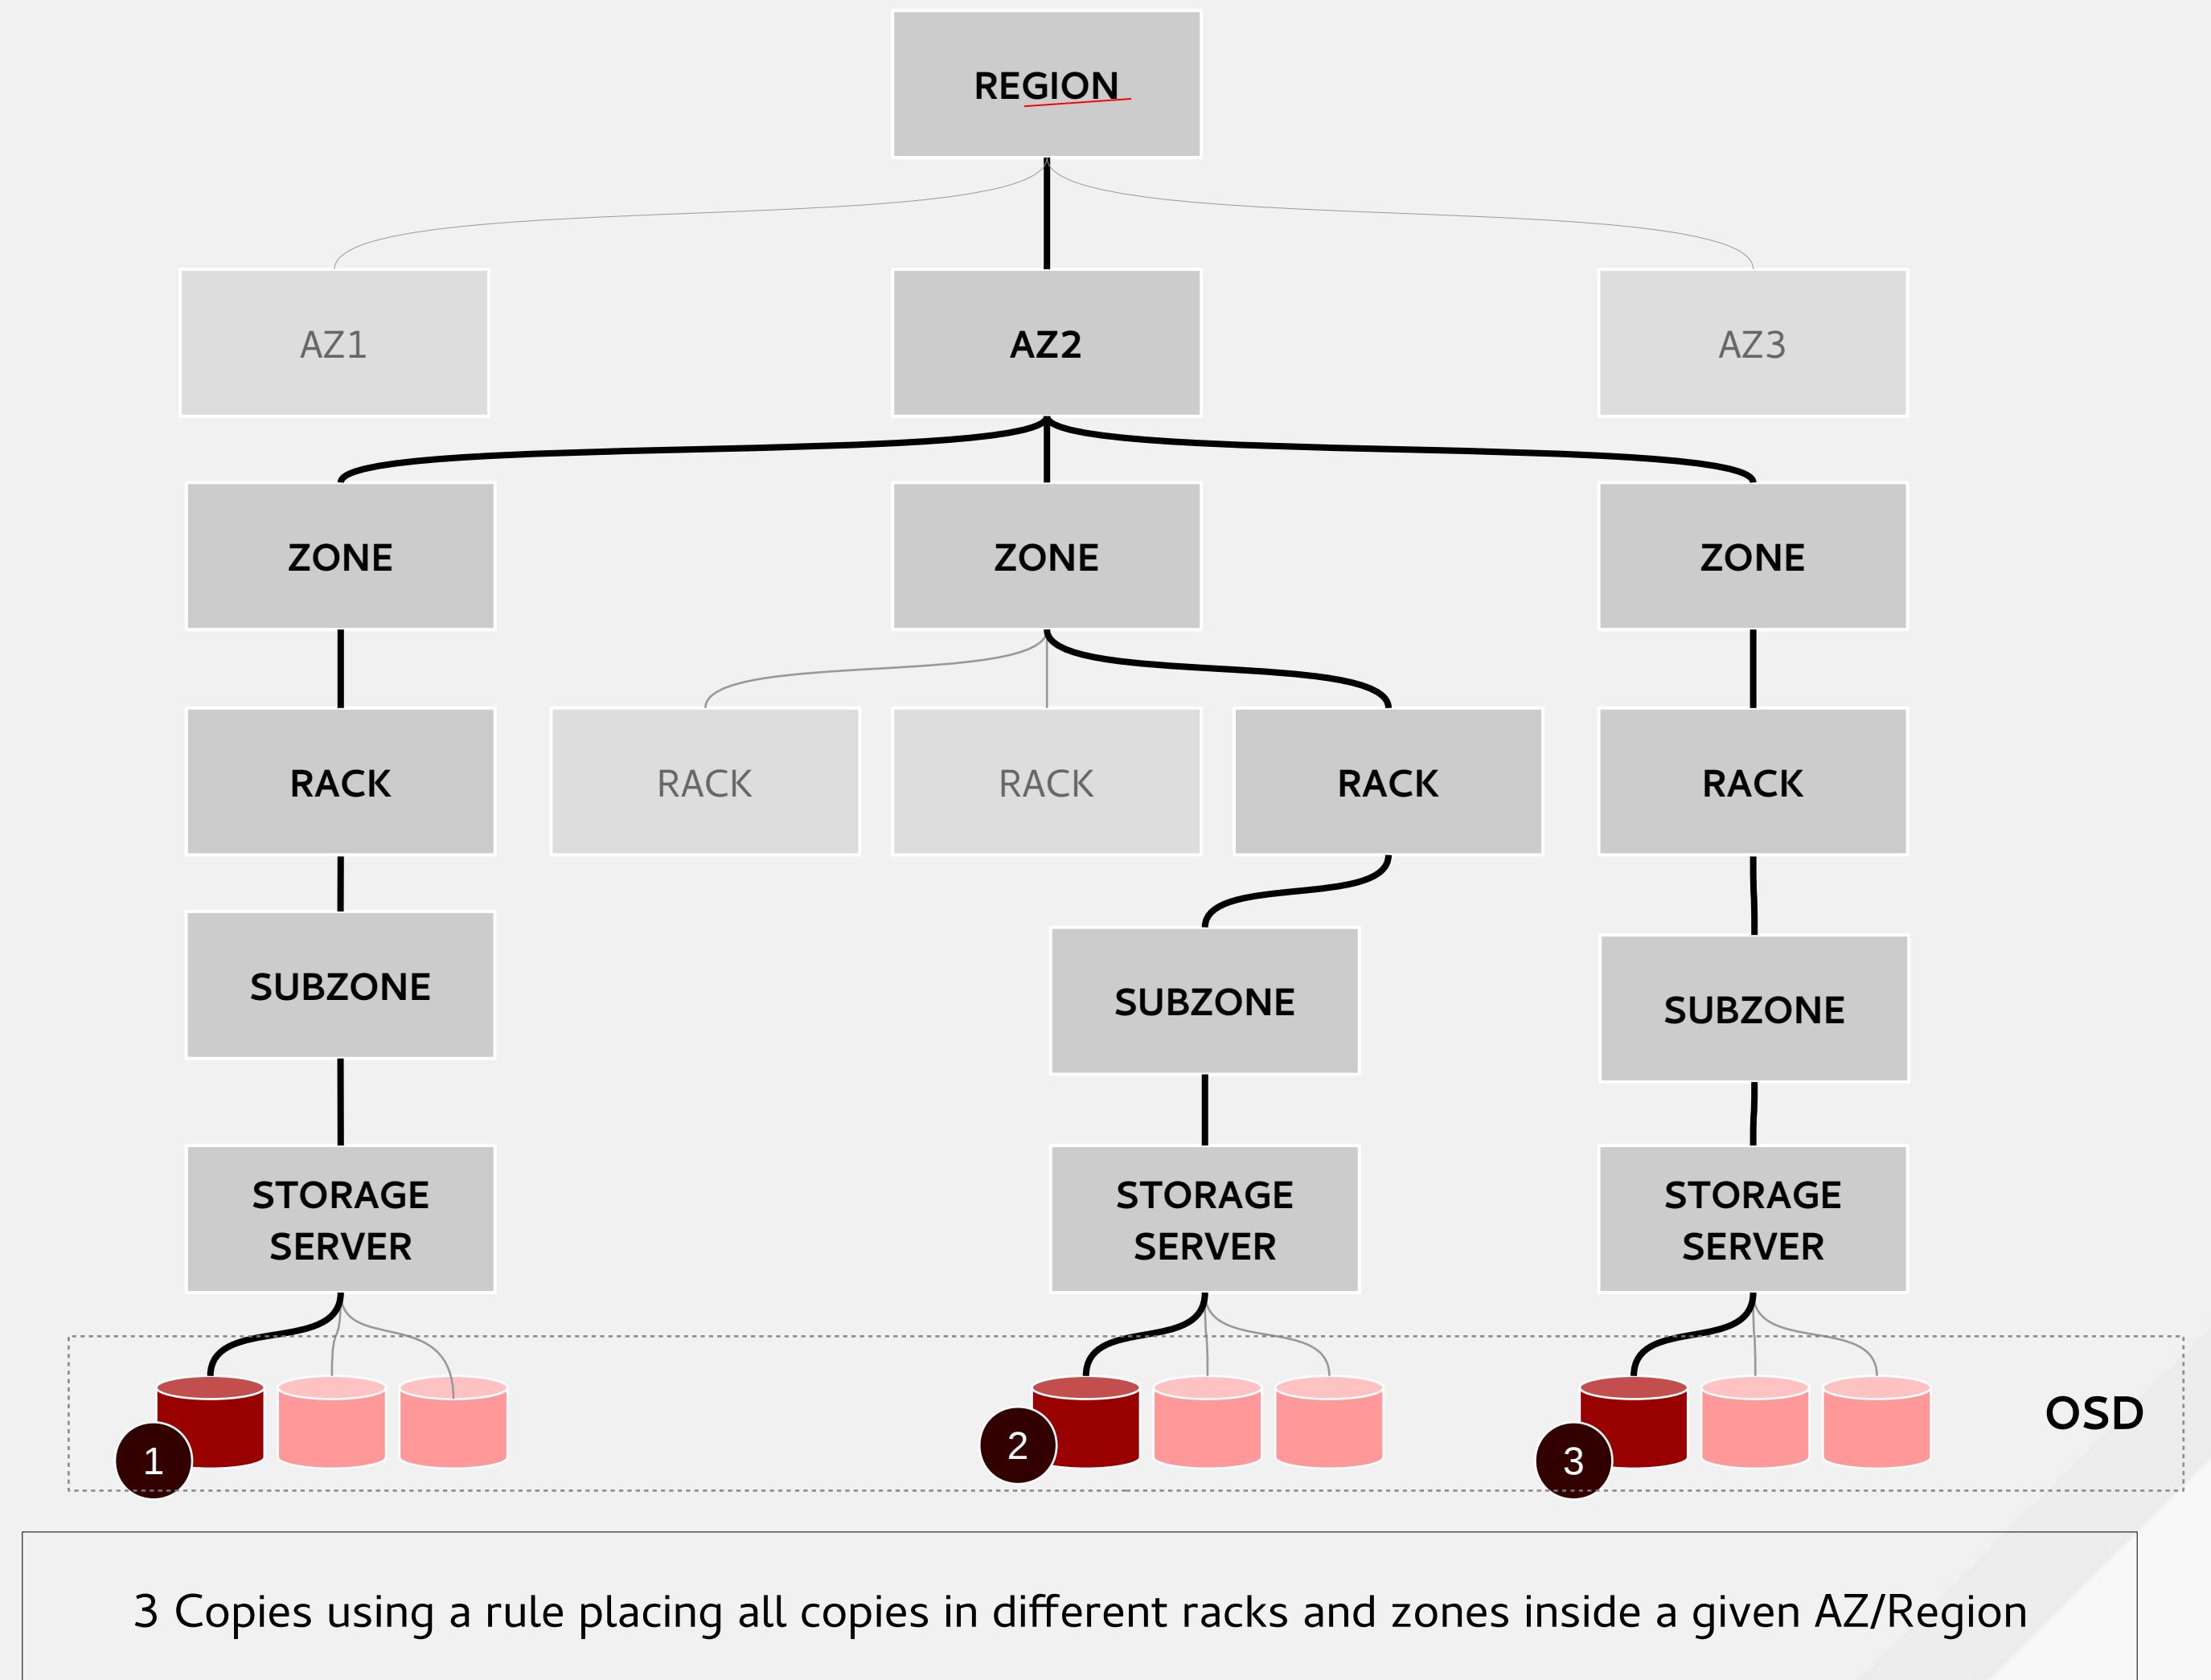 REGION
AZ1
AZ2
AZ3
ZONE
ZONE
ZONE
RACK
RACK
RACK
RACK
RACK
SUBZONE
SUBZONE
SUBZONE
STORAGE
SERVER
STORAGE
SERVER
STORAGE
SERVER
1
2
3
OSD
3 Copies using a rule placing all copies in different racks and zones inside a given AZ/Region